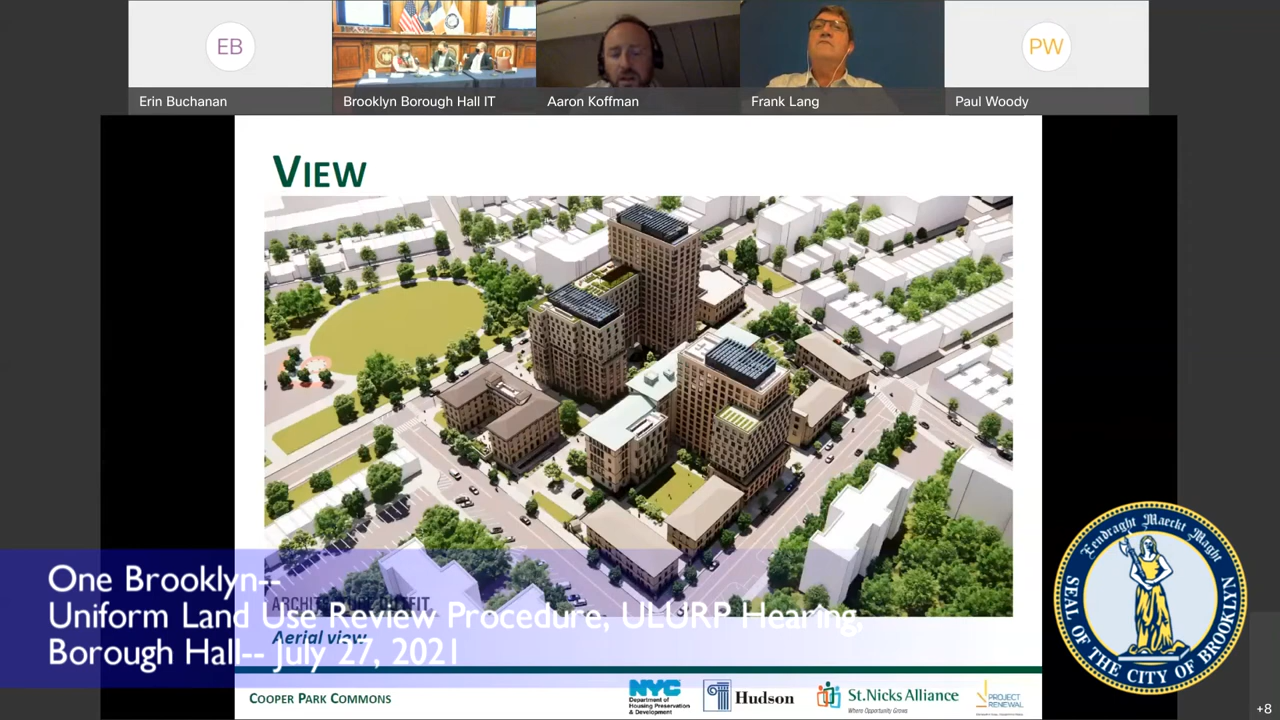 EB
PW
Erin Buchanan
Brooklyn Borough Hall IT
Aaron Koffman
Frank Lang
Paul Woody
VIEW
ARCHITECTURE OUTFIT
Aerial view
One Brooklyn--
Uniform Land Use Review Procedure, ULURP Hearing,
Borough Hall-- July 27, 2021
Eendraght Maeckt Maght
SEAL OF THE CITY OF BROOKLYN
COOPER PARK COMMONS
NYC
Department of
Housing Preservation
& Development
Hudson
St.Nicks Alliance
Where Opportunity Grows
PROJECT
RENEWAL
+8